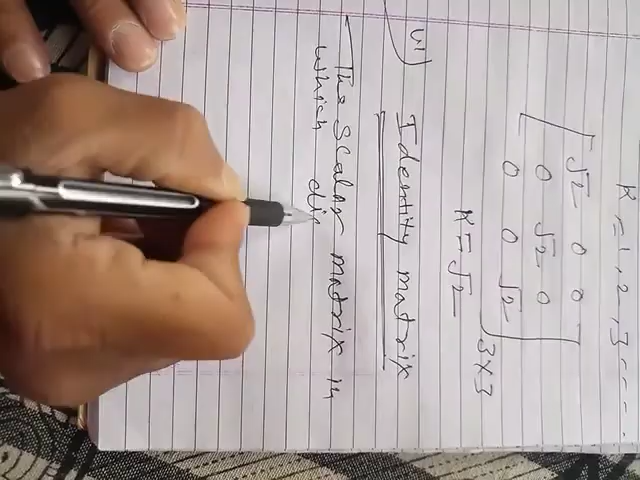 K = 1, 2, 3 - - - -
√2 0 0
0 √2 0
0 0 √2
3×3
K = √2
vi) Identity matrix
The Scalar matrix in
which di